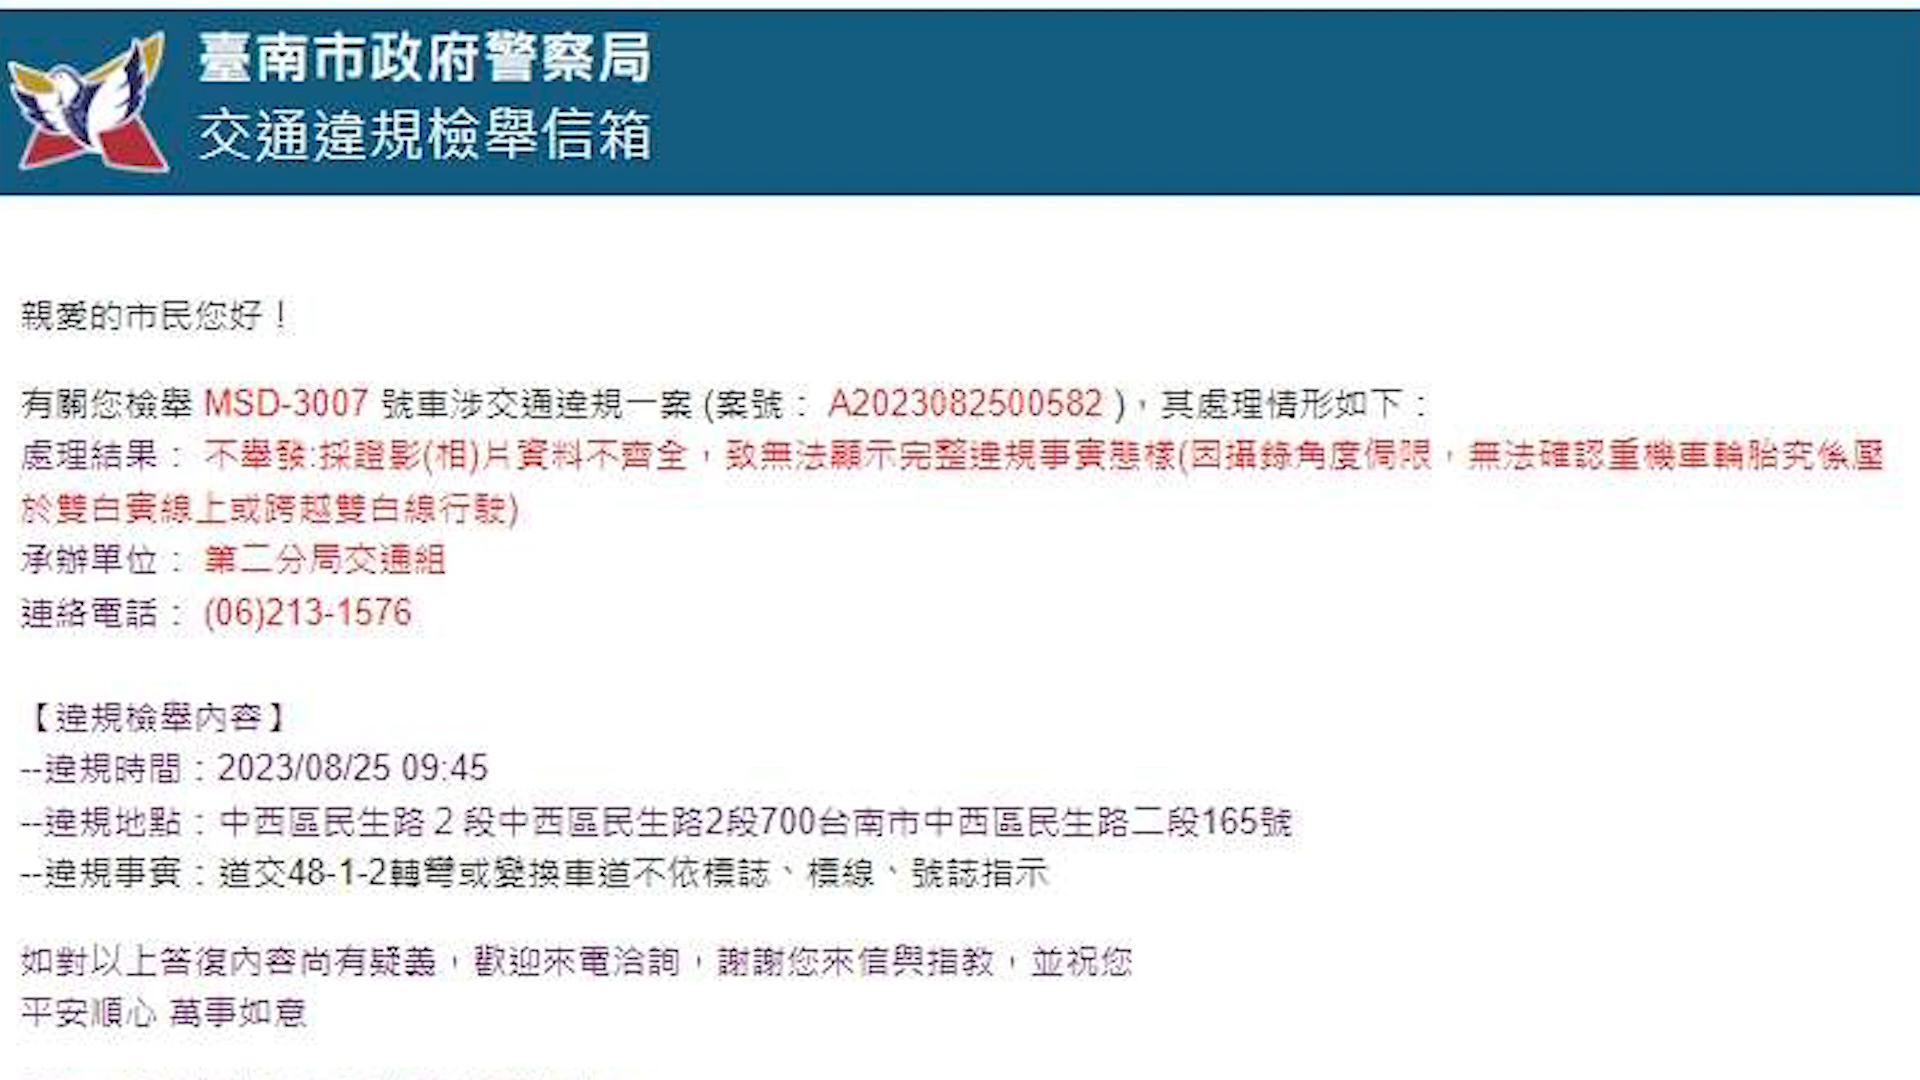 臺南市政府警察局
交通違規檢舉信箱
親愛的市民您好！
有關您檢舉 MSD-3007 號車涉交通違規一案 (案號： A2023082500582 )，其處理情形如下：
處理結果： 不舉發:採證影(相)片資料不齊全，致無法顯示完整違規事實態樣(因攝錄角度侷限，無法確認重機車輪胎究係壓
於雙白實線上或跨越雙白線行駛)
承辦單位： 第二分局交通組
連絡電話： (06)213-1576
【違規檢舉內容】
--違規時間：2023/08/25 09:45
--違規地點：中西區民生路２段中西區民生路2段700台南市中西區民生路二段165號
--違規事實：道交48-1-2轉彎或變換車道不依標誌、標線、號誌指示
如對以上答復內容尚有疑義，歡迎來電洽詢，謝謝您來信與指教，並祝您
平安順心 萬事如意